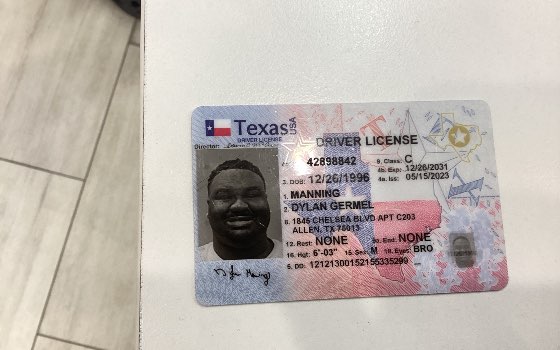 Texas USA
DRIVER LICENSE
Director:
DRIVER LICENSE
42898842 9. Class: C
4b. Exp: 12/26/2031
3. DOB: 12/26/1996 4a. Iss: 05/15/2023
1. MANNING
2. DYLAN GERMEL
8. 1846 CHELSEA BLVD APT C203
ALLEN, TX 75013
12. Rest: NONE 9a. End: NONE
16. Hgt: 6'-03" 15. Sex: M 18. Eyes: BRO
5. DD: 12121300152155335299